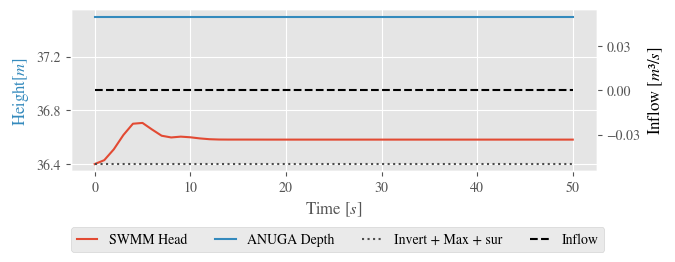 Height[m]
37.2
36.8
36.4
0.03
0.00
−0.03
Inflow [m³/s]
0 10 20 30 40 50
Time [s]
SWMM Head ANUGA Depth Invert + Max + sur Inflow